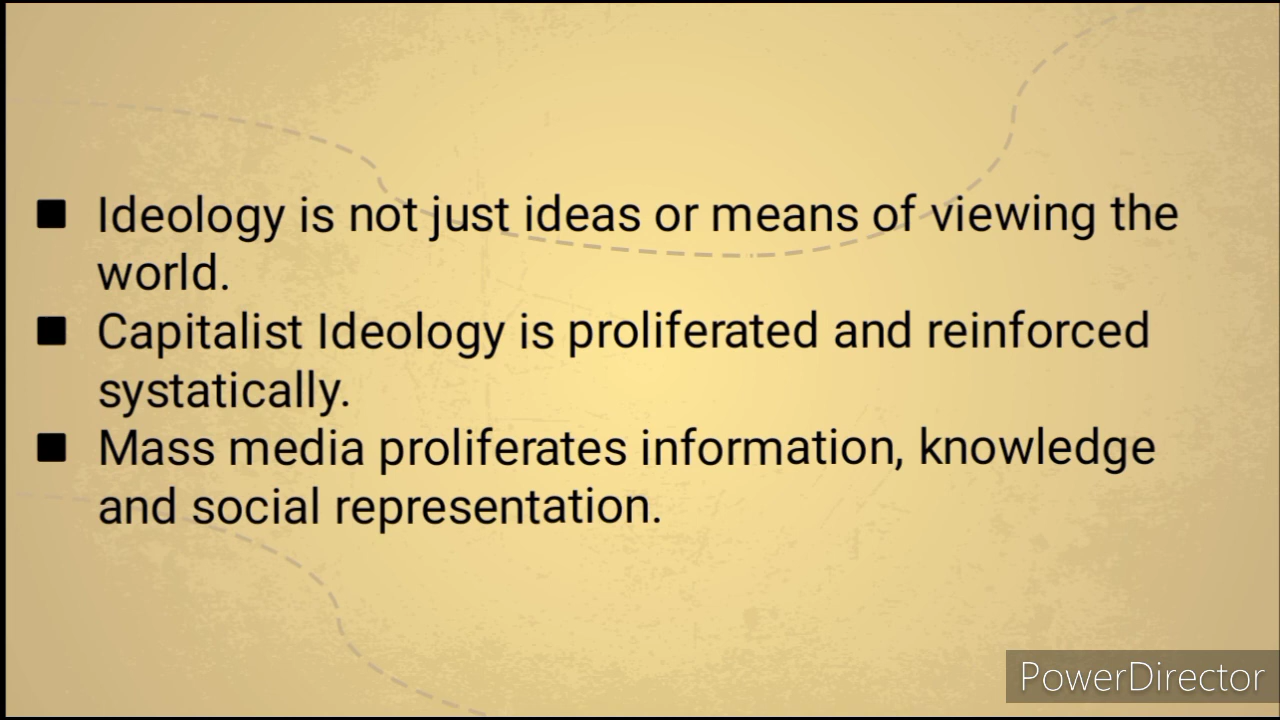 ■ Ideology is not just ideas or means of viewing the
world.
■ Capitalist Ideology is proliferated and reinforced
systatically.
■ Mass media proliferates information, knowledge
and social representation.
PowerDirector